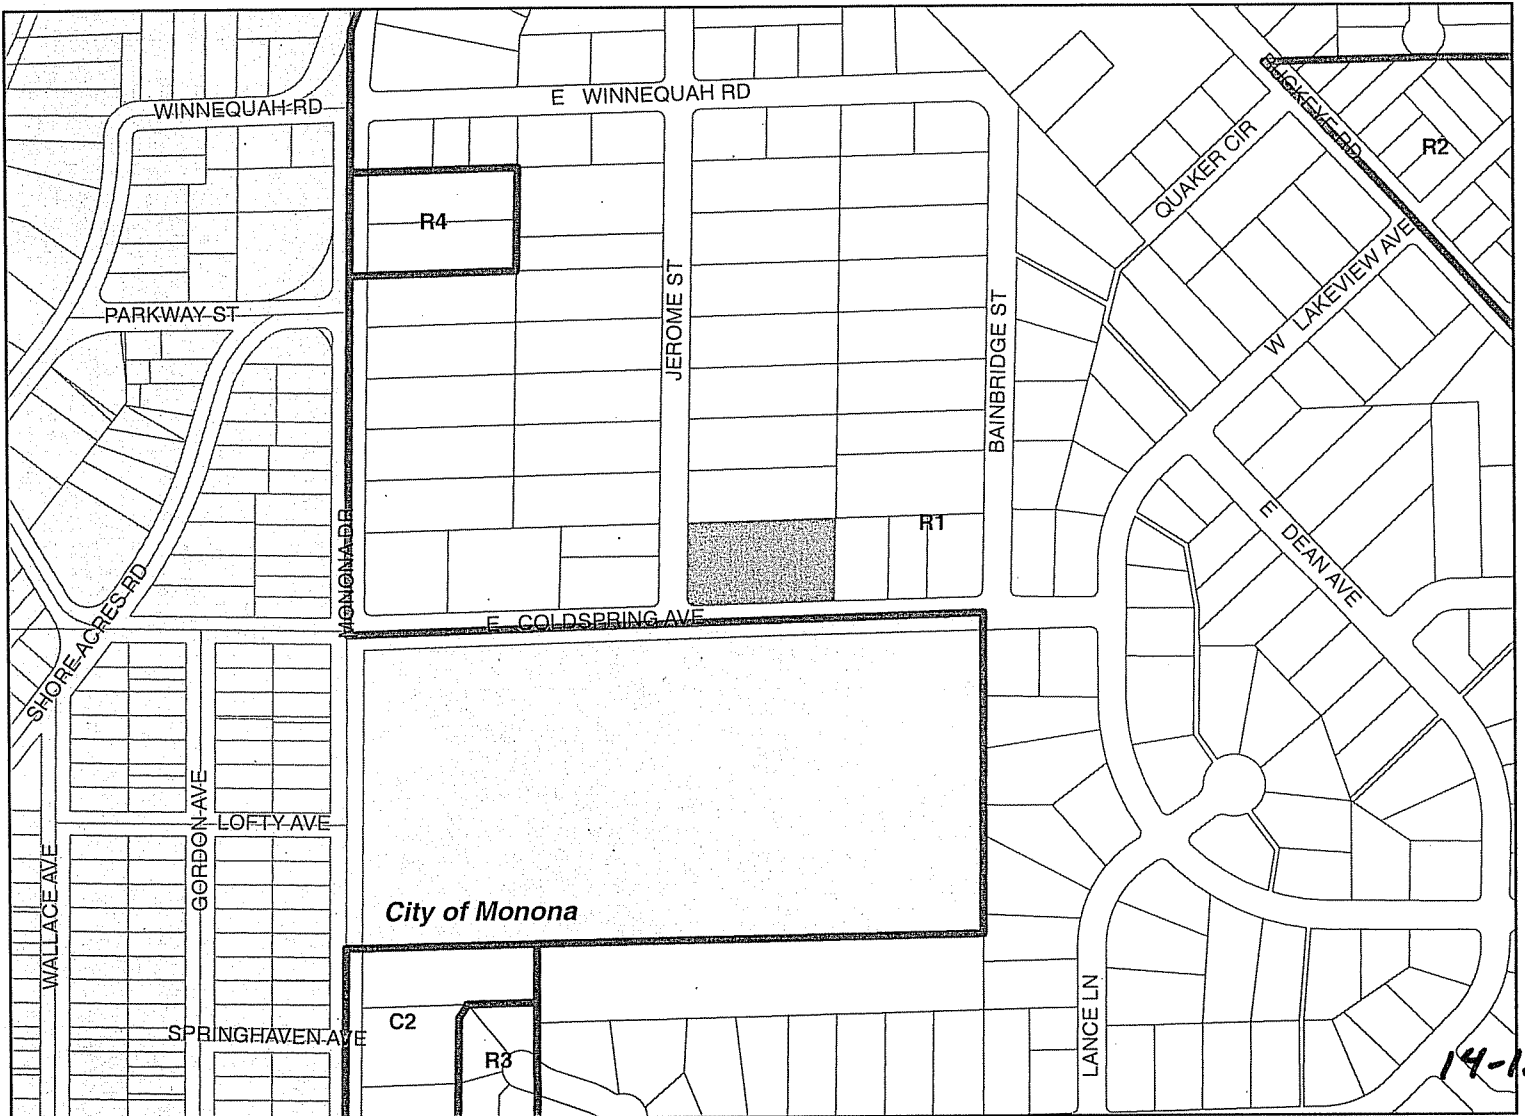 BUCKEYE RD
E WINNEQUAH RD
WINNEQUAH RD
R2
QUAKER CIR
R4
W LAKEVIEW AVE
JEROME ST
PARKWAY ST
BAINBRIDGE ST
R1
E DEAN AVE
MONONA DR
SHORE ACRES RD
E COLDSPRING AVE
GORDON AVE
LOFTY AVE
WALLACE AVE
City of Monona
LANCE LN
C2
SPRINGHAVEN AVE
R3